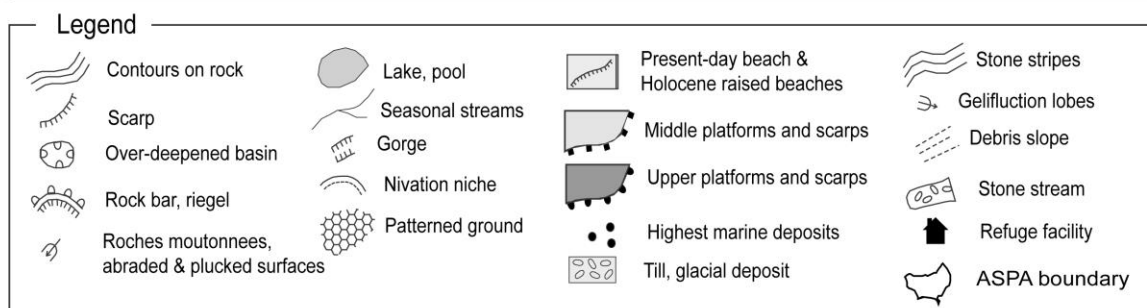 Legend
Contours on rock
Scarp
Over-deepened basin
Rock bar, riegel
Roches moutonnees,
abraded & plucked surfaces
Lake, pool
Seasonal streams
Gorge
Nivation niche
Patterned ground
Present-day beach &
Holocene raised beaches
Middle platforms and scarps
Upper platforms and scarps
Highest marine deposits
Till, glacial deposit
Stone stripes
Gelifluction lobes
Debris slope
Stone stream
Refuge facility
ASPA boundary